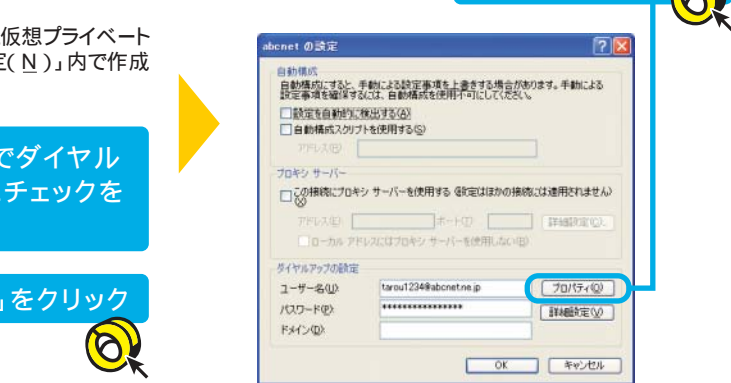 仮想プライベート
定( N )」内で作成
でダイヤル
チェックを
」をクリック
abcnet の設定
自動構成
自動構成にすると、手動による設定事項を上書きする場合があります。手動による
設定事項を確保するには、自動構成を使用不可にしてください。
設定を自動的に検出する(A)
自動構成スクリプトを使用する(S)
アドレス(R)
プロキシ サーバー
この接続にプロキシ サーバーを使用する (設定はほかの接続には適用されません)
(X)
アドレス(E) ポート(T) 詳細設定(C)...
ローカル アドレスにはプロキシ サーバーを使用しない(B)
ダイヤルアップの設定
ユーザー名(U): tarou1234@abcnet.ne.jp プロパティ(O)
パスワード(P): **************** 詳細設定(V)
ドメイン(D):
OK キャンセル